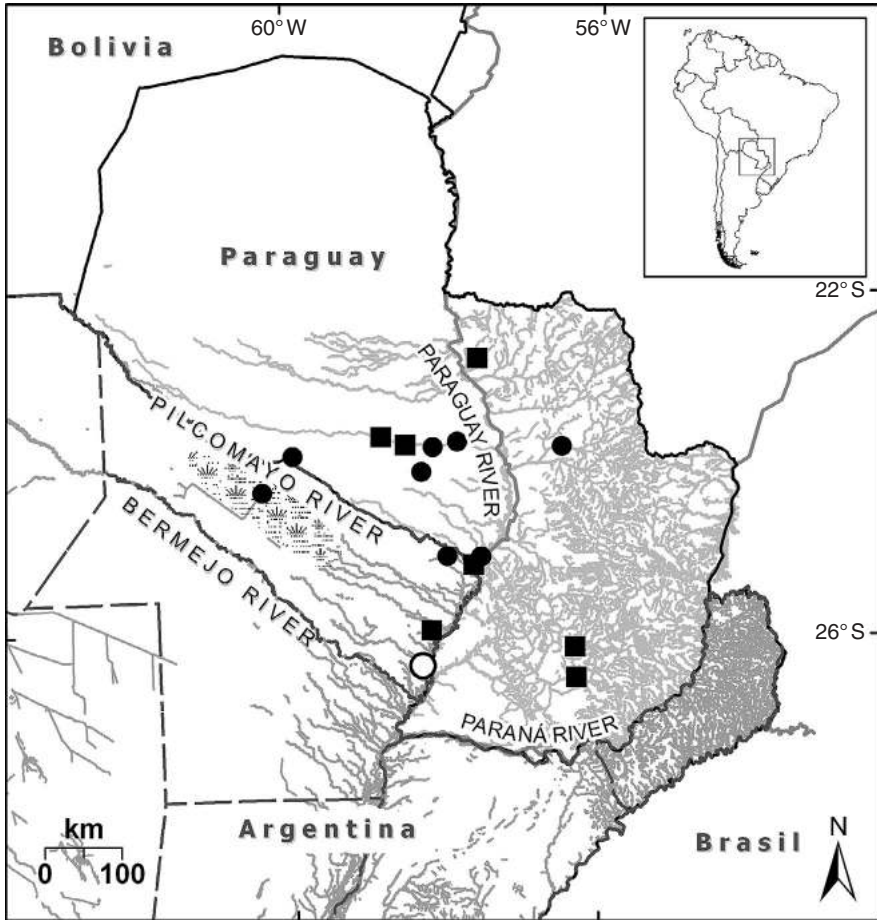 60°W
56°W
Bolivia
Paraguay
22°S
PARAGUAY RIVER
PILCOMAYO RIVER
BERMEJO RIVER
26°S
PARANÁ RIVER
km
0 100
Argentina
Brasil
N